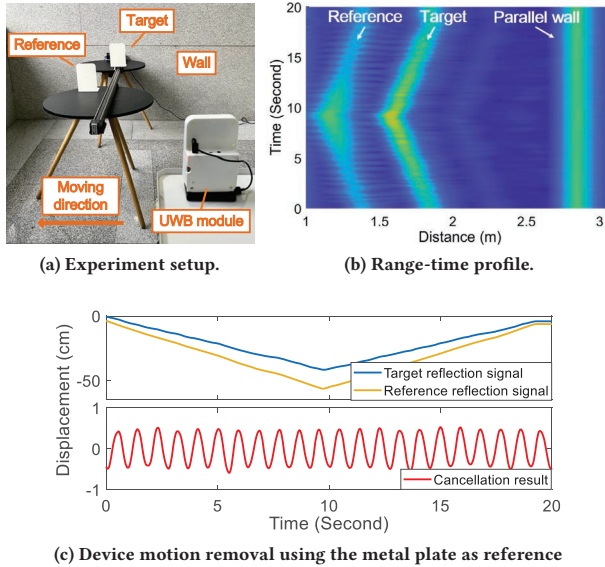 Target
Reference
Wall
Moving
direction
UWB module
(a) Experiment setup.
20
Reference Target Parallel wall
15
10
5
0
Time (Second)
1 1.5 2 2.5 3
Distance (m)
(b) Range-time profile.
0
-50
Target reflection signal
Reference reflection signal
Displacement (cm)
1
0
-1
Cancellation result
0 5 10 15 20
Time (Second)
(c) Device motion removal using the metal plate as reference